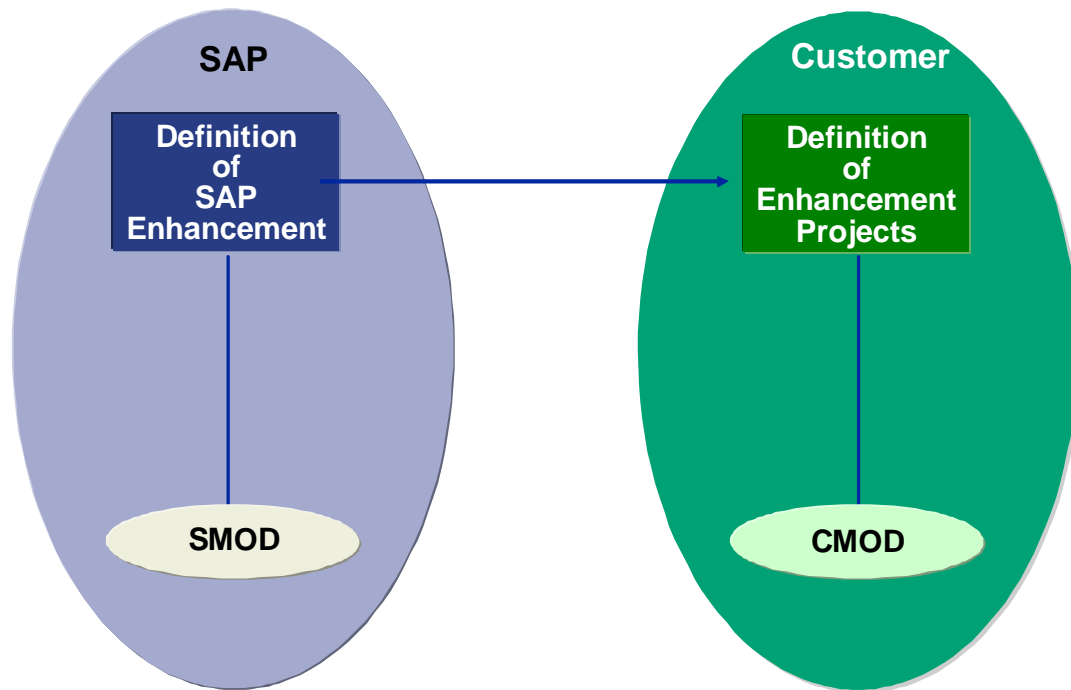 SAP
Definition
of
SAP
Enhancement
SMOD
Customer
Definition
of
Enhancement
Projects
CMOD